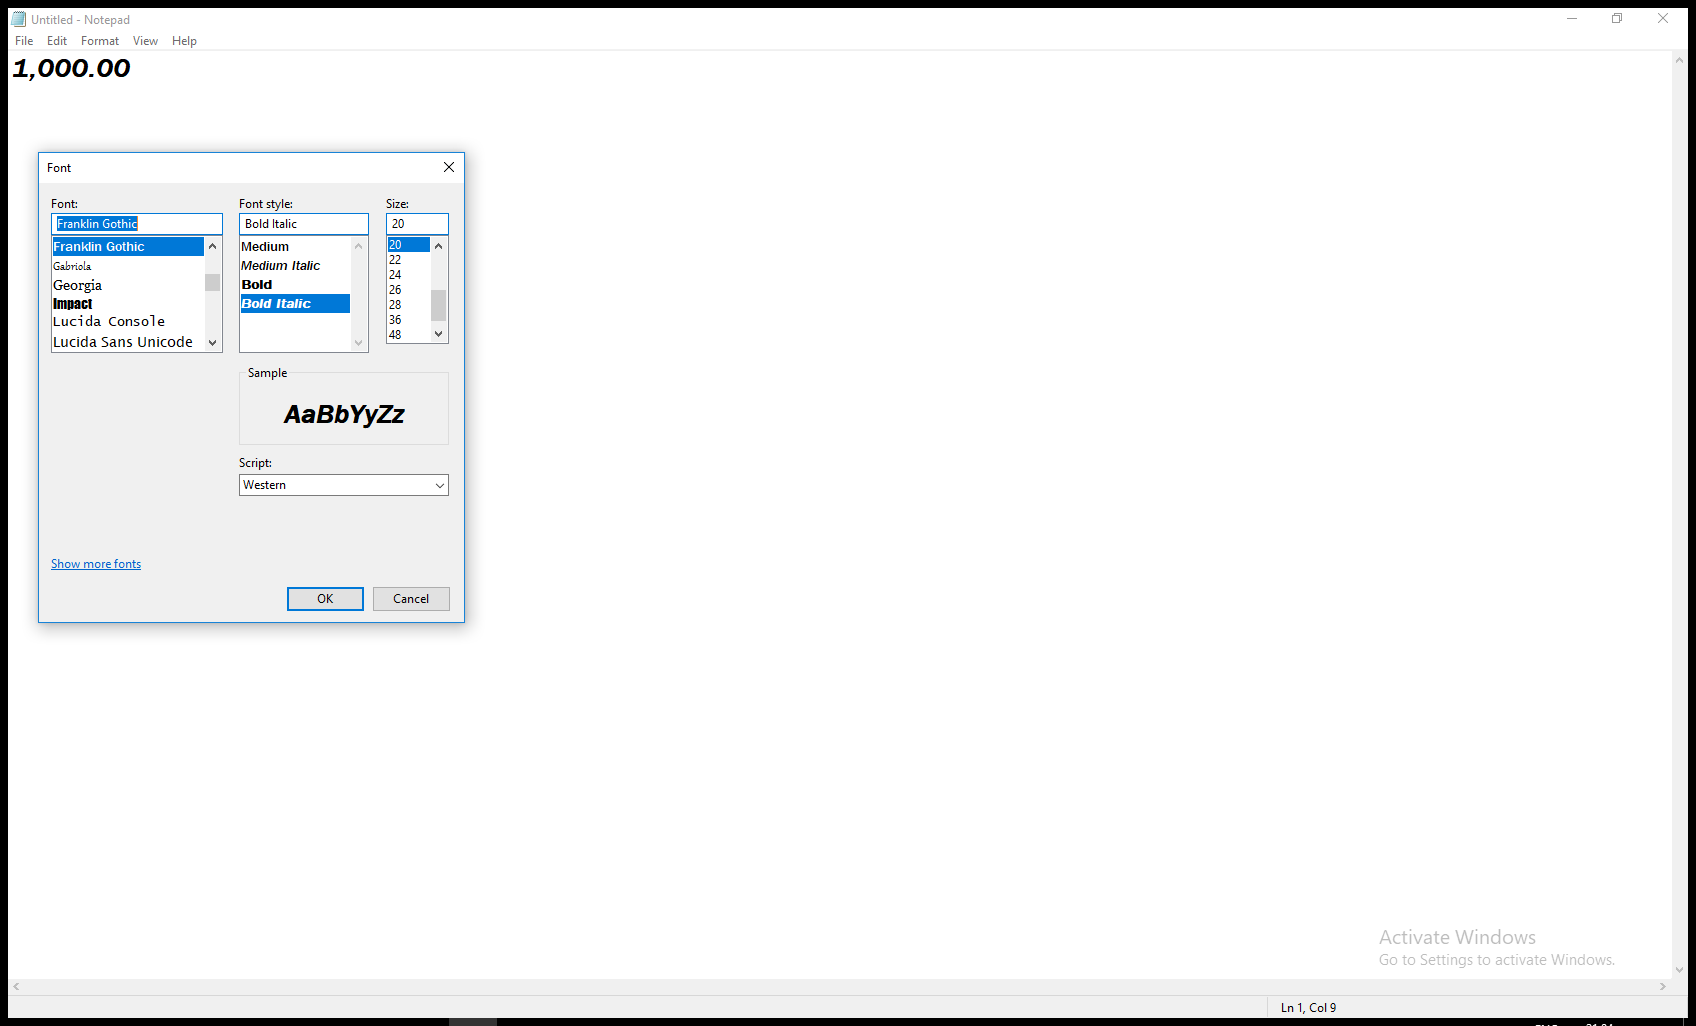 Untitled - Notepad
File Edit Format View Help
1,000.00
Font
Font: Font style: Size:
Franklin Gothic Bold Italic 20
Franklin Gothic Medium 20
Gabriola Medium Italic 22
Georgia Bold 24
Impact Bold Italic 26
Lucida Console 28
Lucida Sans Unicode 36
48
Sample
AaBbYyZz
Script:
Western
Show more fonts
OK Cancel
Activate Windows
Go to Settings to activate Windows.
Ln 1, Col 9